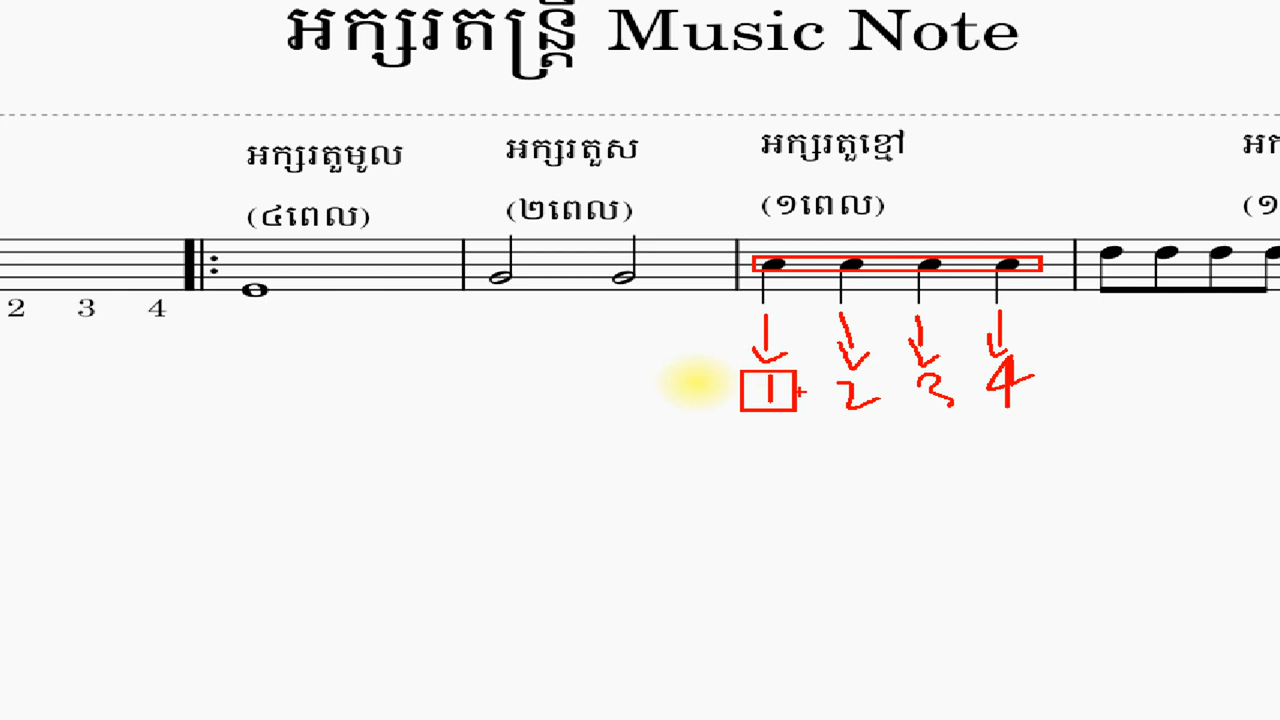 អក្សរតន្ត្រី Music Note
អក្សរតួមូល
(៤ពេល)
អក្សរតួស
(២ពេល)
អក្សរតួខ្មៅ
(១ពេល)
2 3 4
1 2 3 4